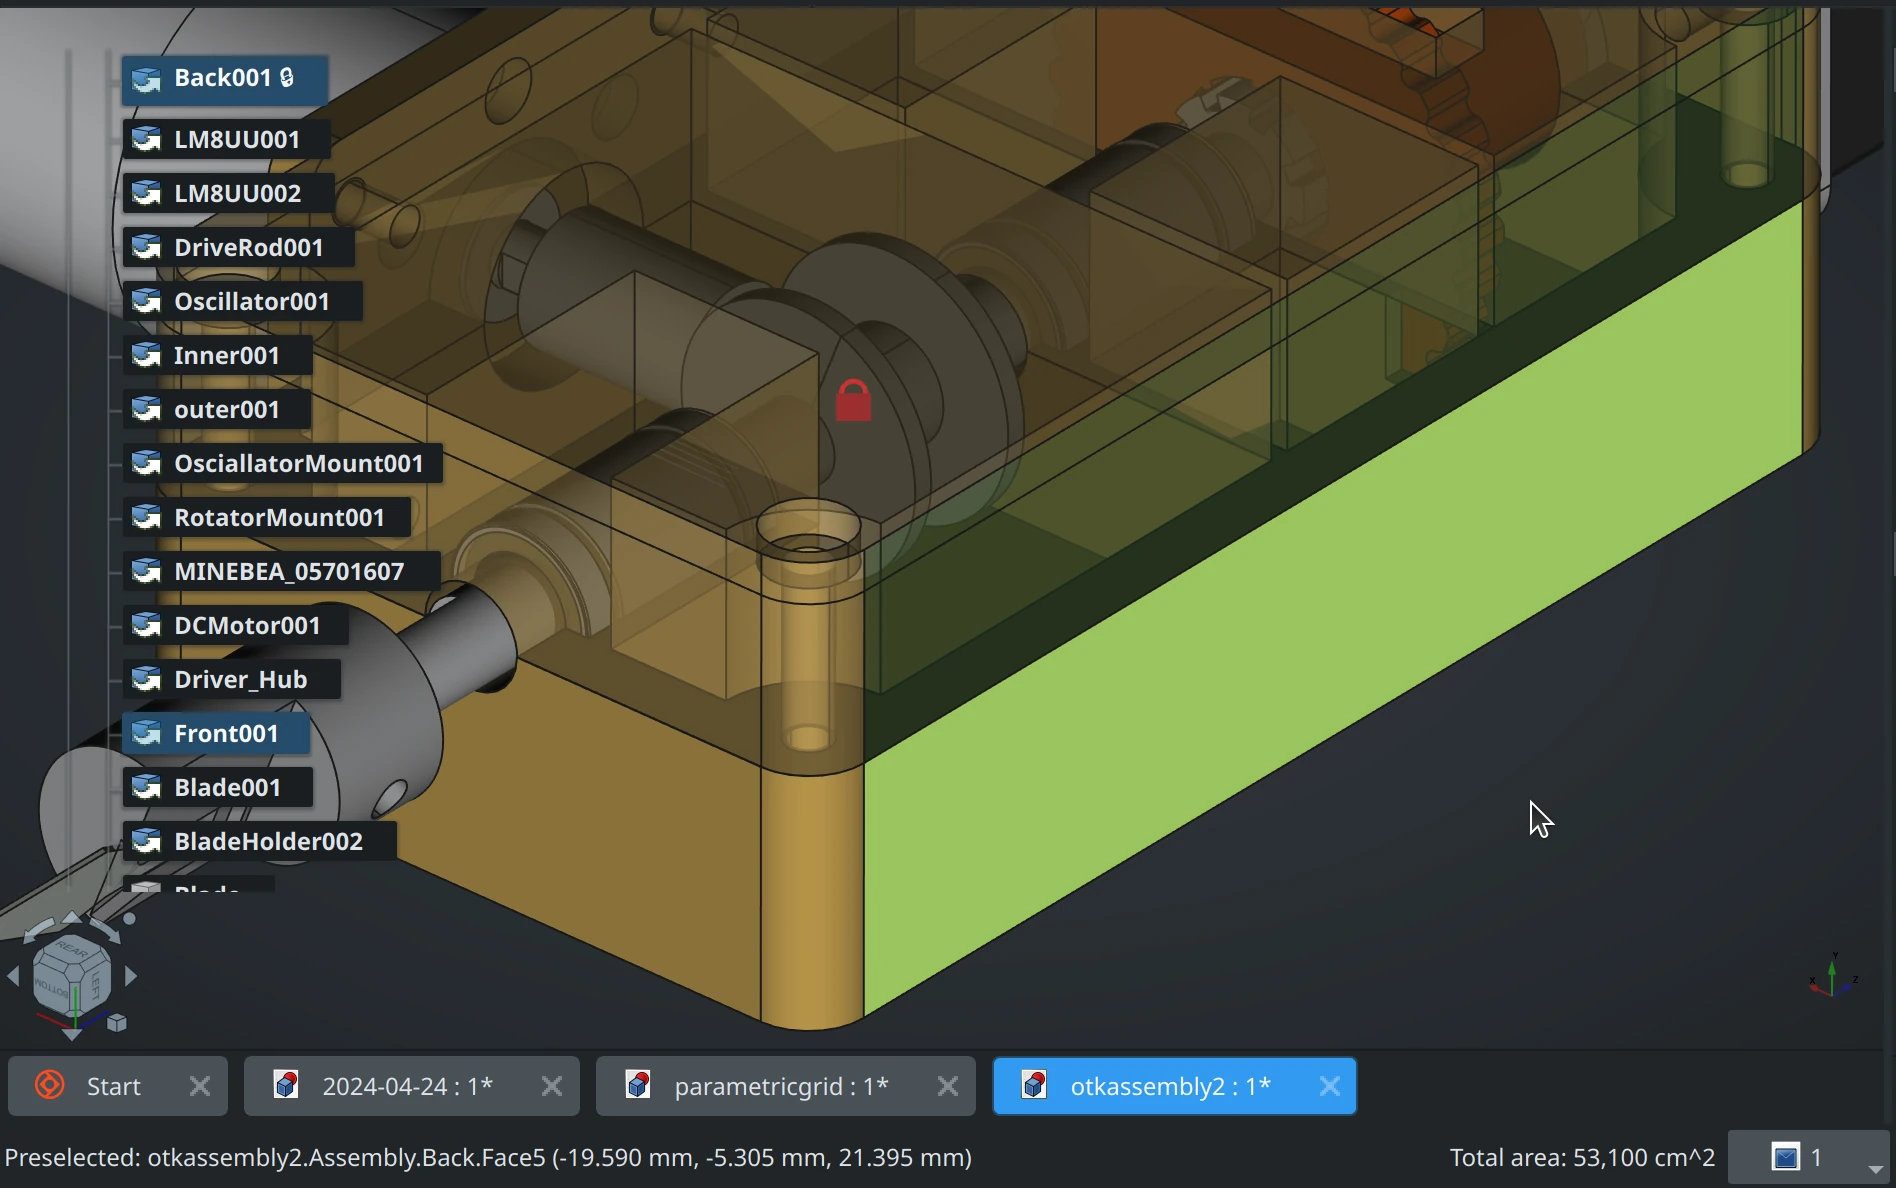 Back001
LM8UU001
LM8UU002
DriveRod001
Oscillator001
Inner001
outer001
OsciallatorMount001
RotatorMount001
MINEBEA_05701607
DCMotor001
Driver_Hub
Front001
Blade001
BladeHolder002
Blade
REAR
BOTTOM
LEFT
Y
X
Z
Start
2024-04-24 : 1*
parametricgrid : 1*
otkassembly2 : 1*
Preselected: otkassembly2.Assembly.Back.Face5 (-19.590 mm, -5.305 mm, 21.395 mm)
Total area: 53,100 cm^2
1